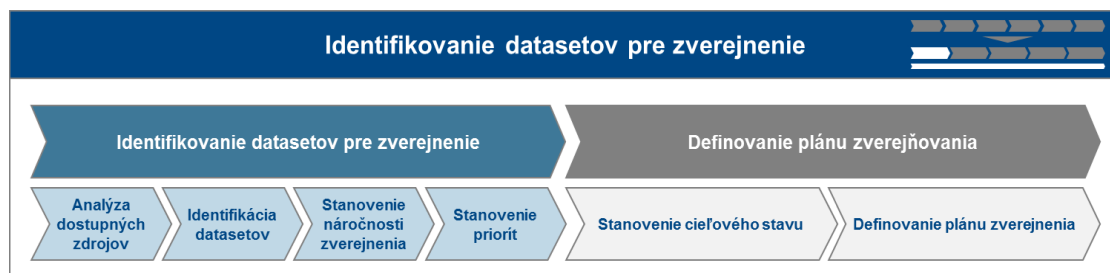 Identifikovanie datasetov pre zverejnenie
Identifikovanie datasetov pre zverejnenie
Definovanie plánu zverejňovania
Analýza
dostupných
zdrojov
Identifikácia
datasetov
Stanovenie
náročnosti
zverejnenia
Stanovenie
priorít
Stanovenie cieľového stavu
Definovanie plánu zverejnenia